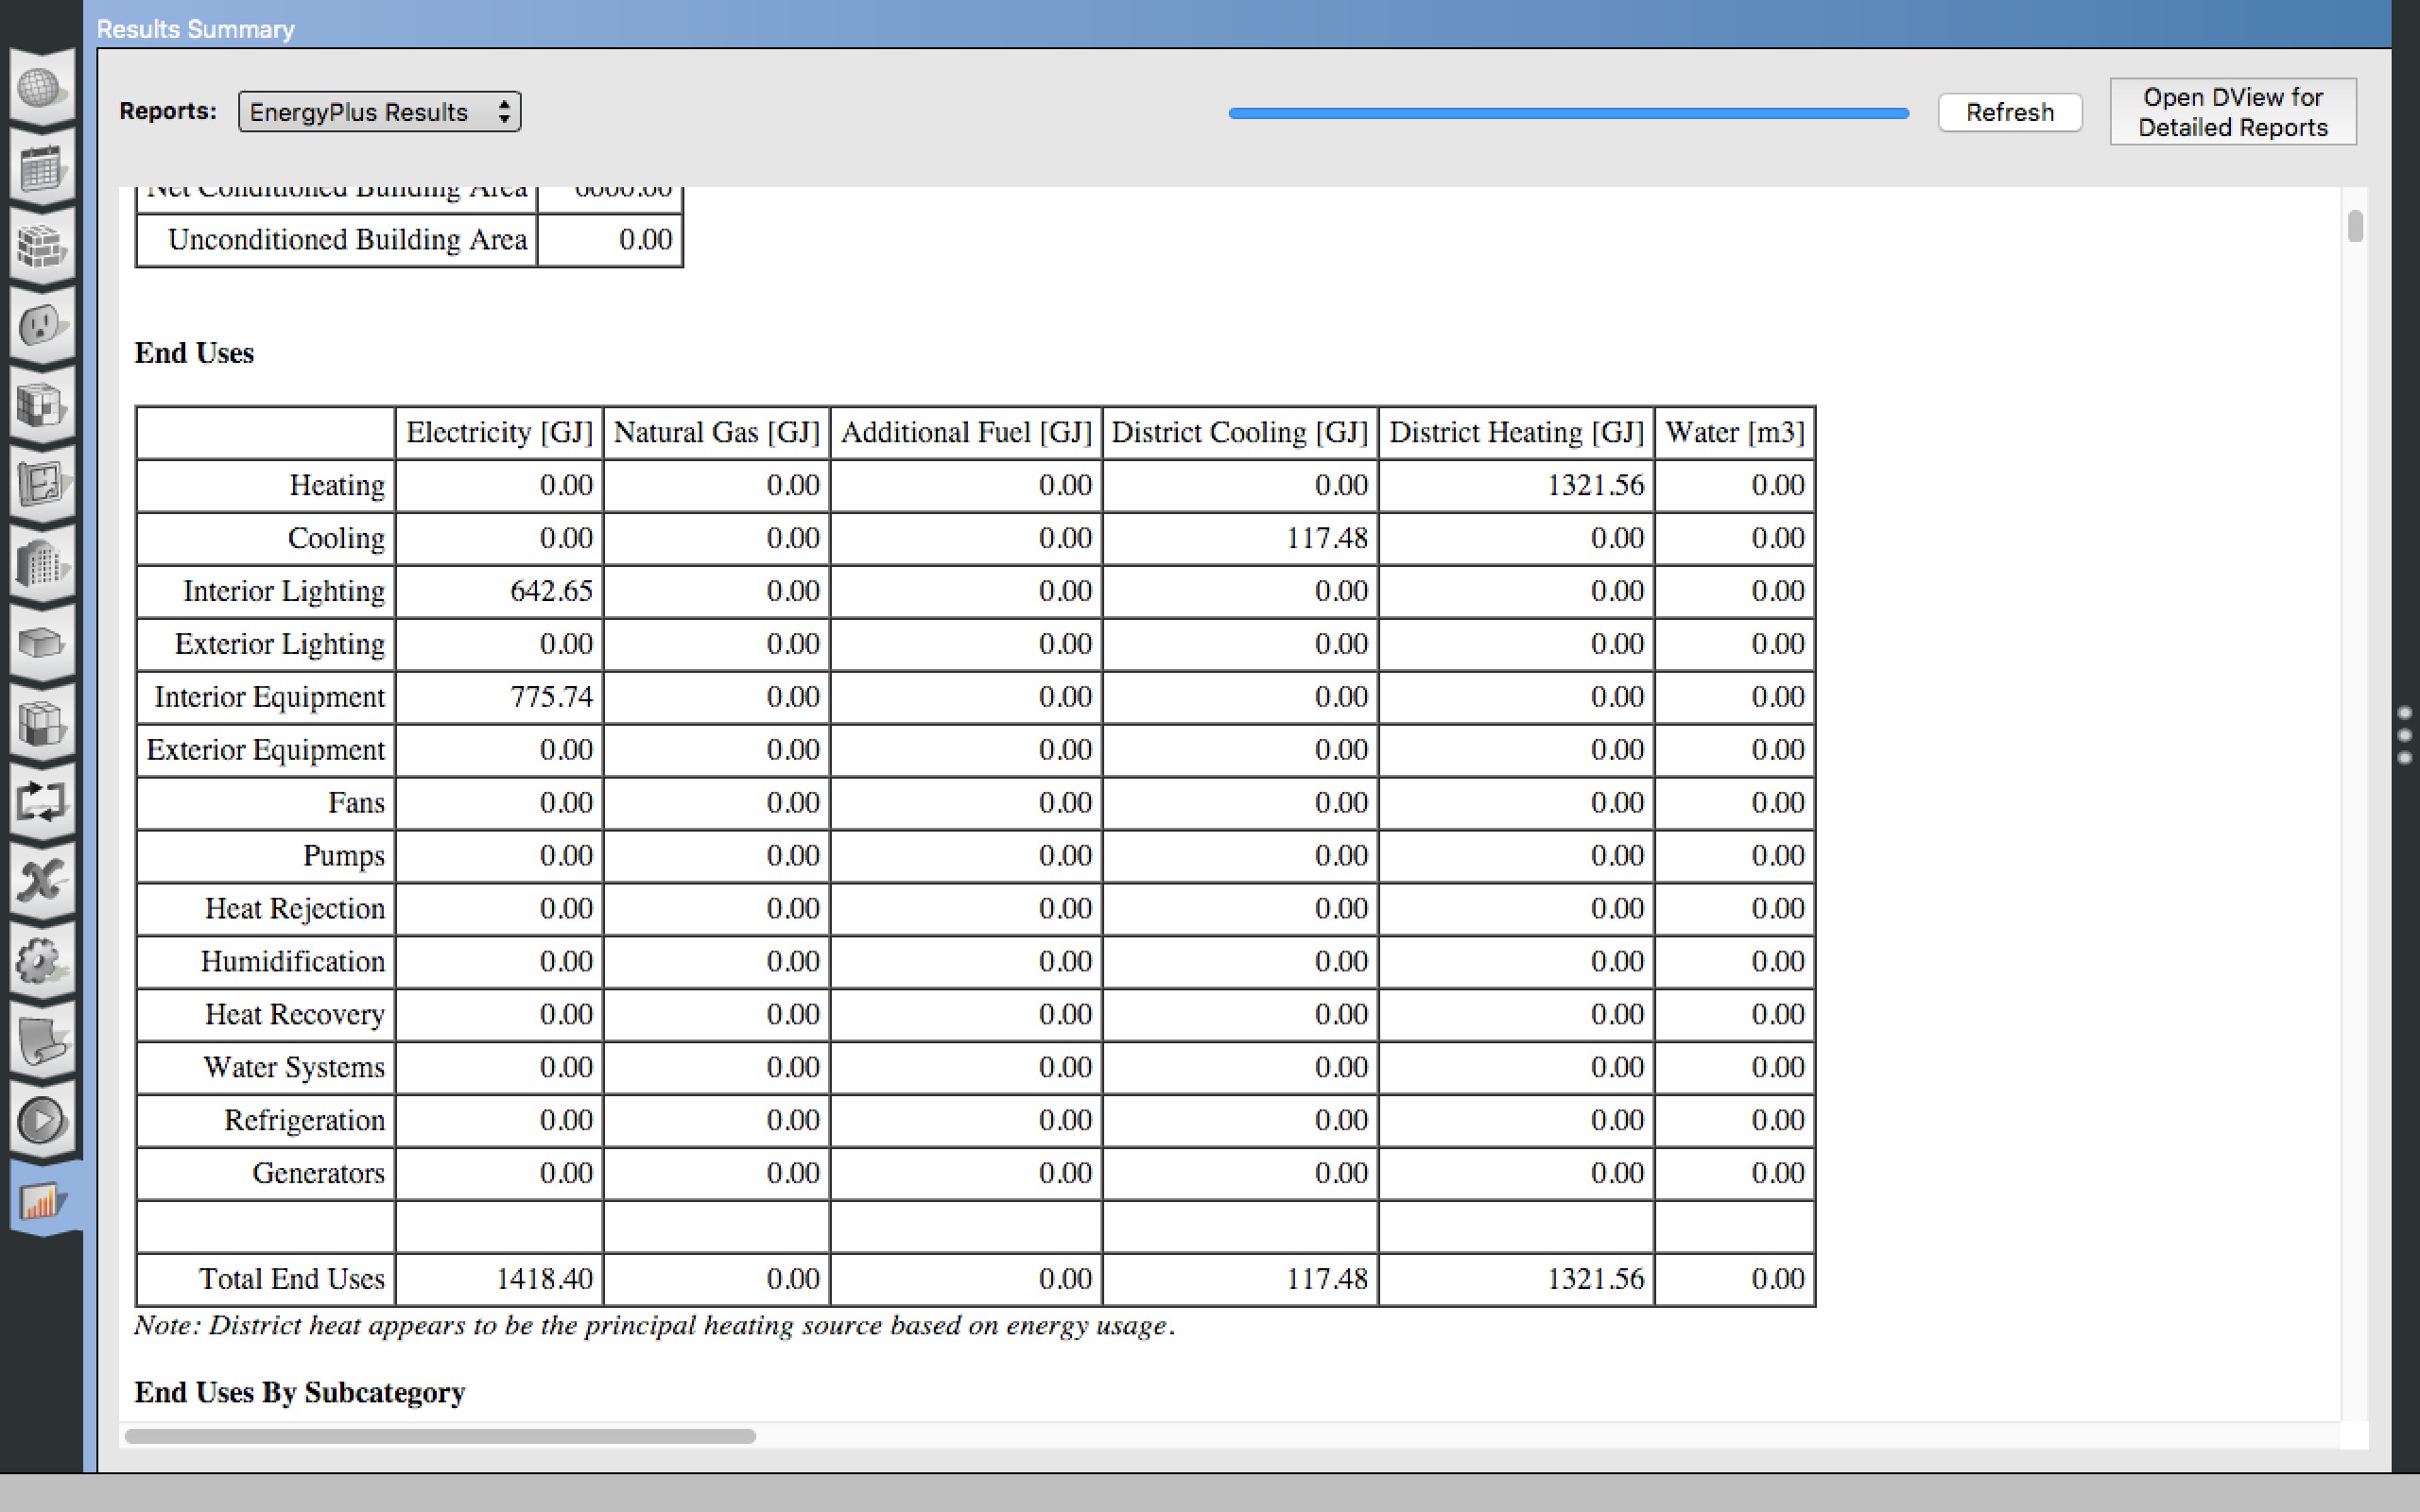 Results Summary
Reports: EnergyPlus Results Refresh Open DView for
Detailed Reports
Net Conditioned Building Area
Unconditioned Building Area 0.00
End Uses
Electricity [GJ] Natural Gas [GJ] Additional Fuel [GJ] District Cooling [GJ] District Heating [GJ] Water [m3]
Heating 0.00 0.00 0.00 0.00 1321.56 0.00
Cooling 0.00 0.00 0.00 117.48 0.00 0.00
Interior Lighting 642.65 0.00 0.00 0.00 0.00 0.00
Exterior Lighting 0.00 0.00 0.00 0.00 0.00 0.00
Interior Equipment 775.74 0.00 0.00 0.00 0.00 0.00
Exterior Equipment 0.00 0.00 0.00 0.00 0.00 0.00
Fans 0.00 0.00 0.00 0.00 0.00 0.00
Pumps 0.00 0.00 0.00 0.00 0.00 0.00
Heat Rejection 0.00 0.00 0.00 0.00 0.00 0.00
Humidification 0.00 0.00 0.00 0.00 0.00 0.00
Heat Recovery 0.00 0.00 0.00 0.00 0.00 0.00
Water Systems 0.00 0.00 0.00 0.00 0.00 0.00
Refrigeration 0.00 0.00 0.00 0.00 0.00 0.00
Generators 0.00 0.00 0.00 0.00 0.00 0.00
Total End Uses 1418.40 0.00 0.00 117.48 1321.56 0.00
Note: District heat appears to be the principal heating source based on energy usage.
End Uses By Subcategory